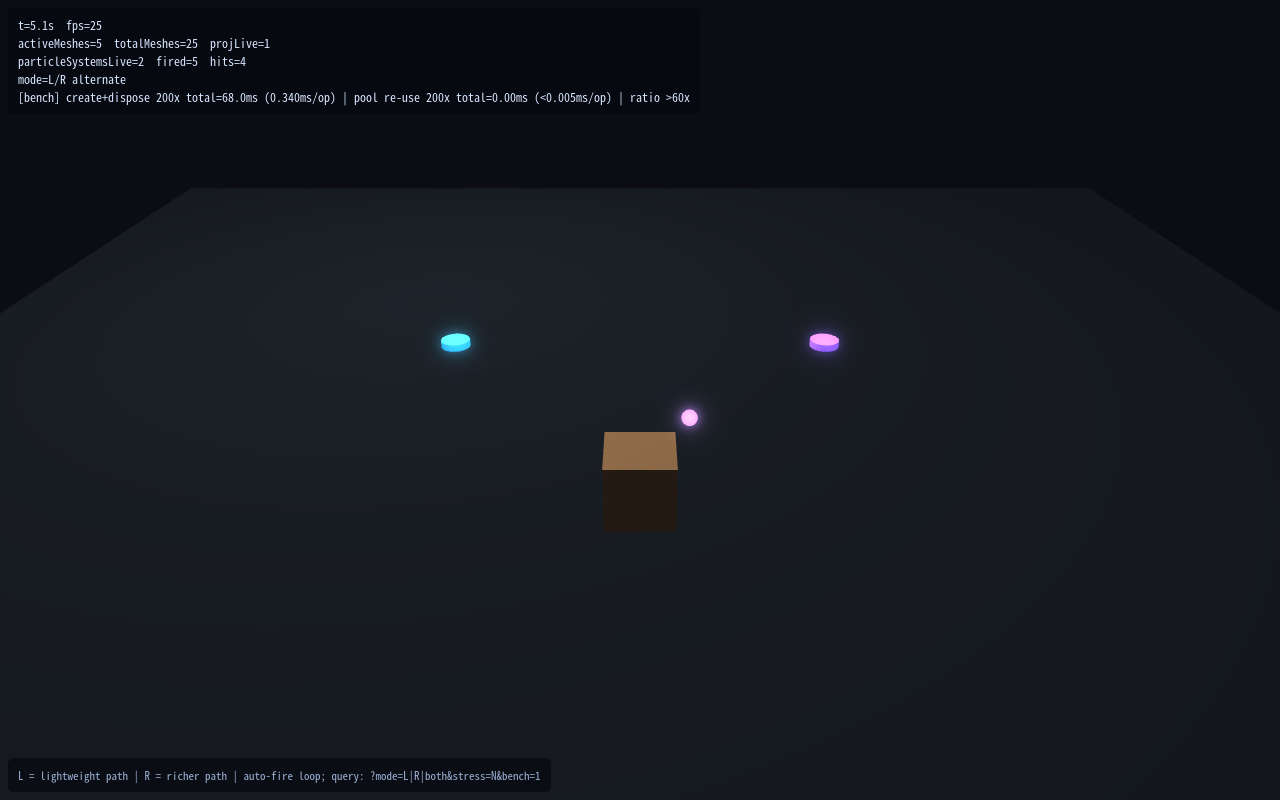 t=5.1s  fps=25
activeMeshes=5  totalMeshes=25  projLive=1
particleSystemsLive=2  fired=5  hits=4
mode=L/R alternate
[bench] create+dispose 200x total=68.0ms (0.340ms/op) | pool re-use 200x total=0.00ms (<0.005ms/op) | ratio >60x
L = lightweight path | R = richer path | auto-fire loop; query: ?mode=L|R|both&stress=N&bench=1